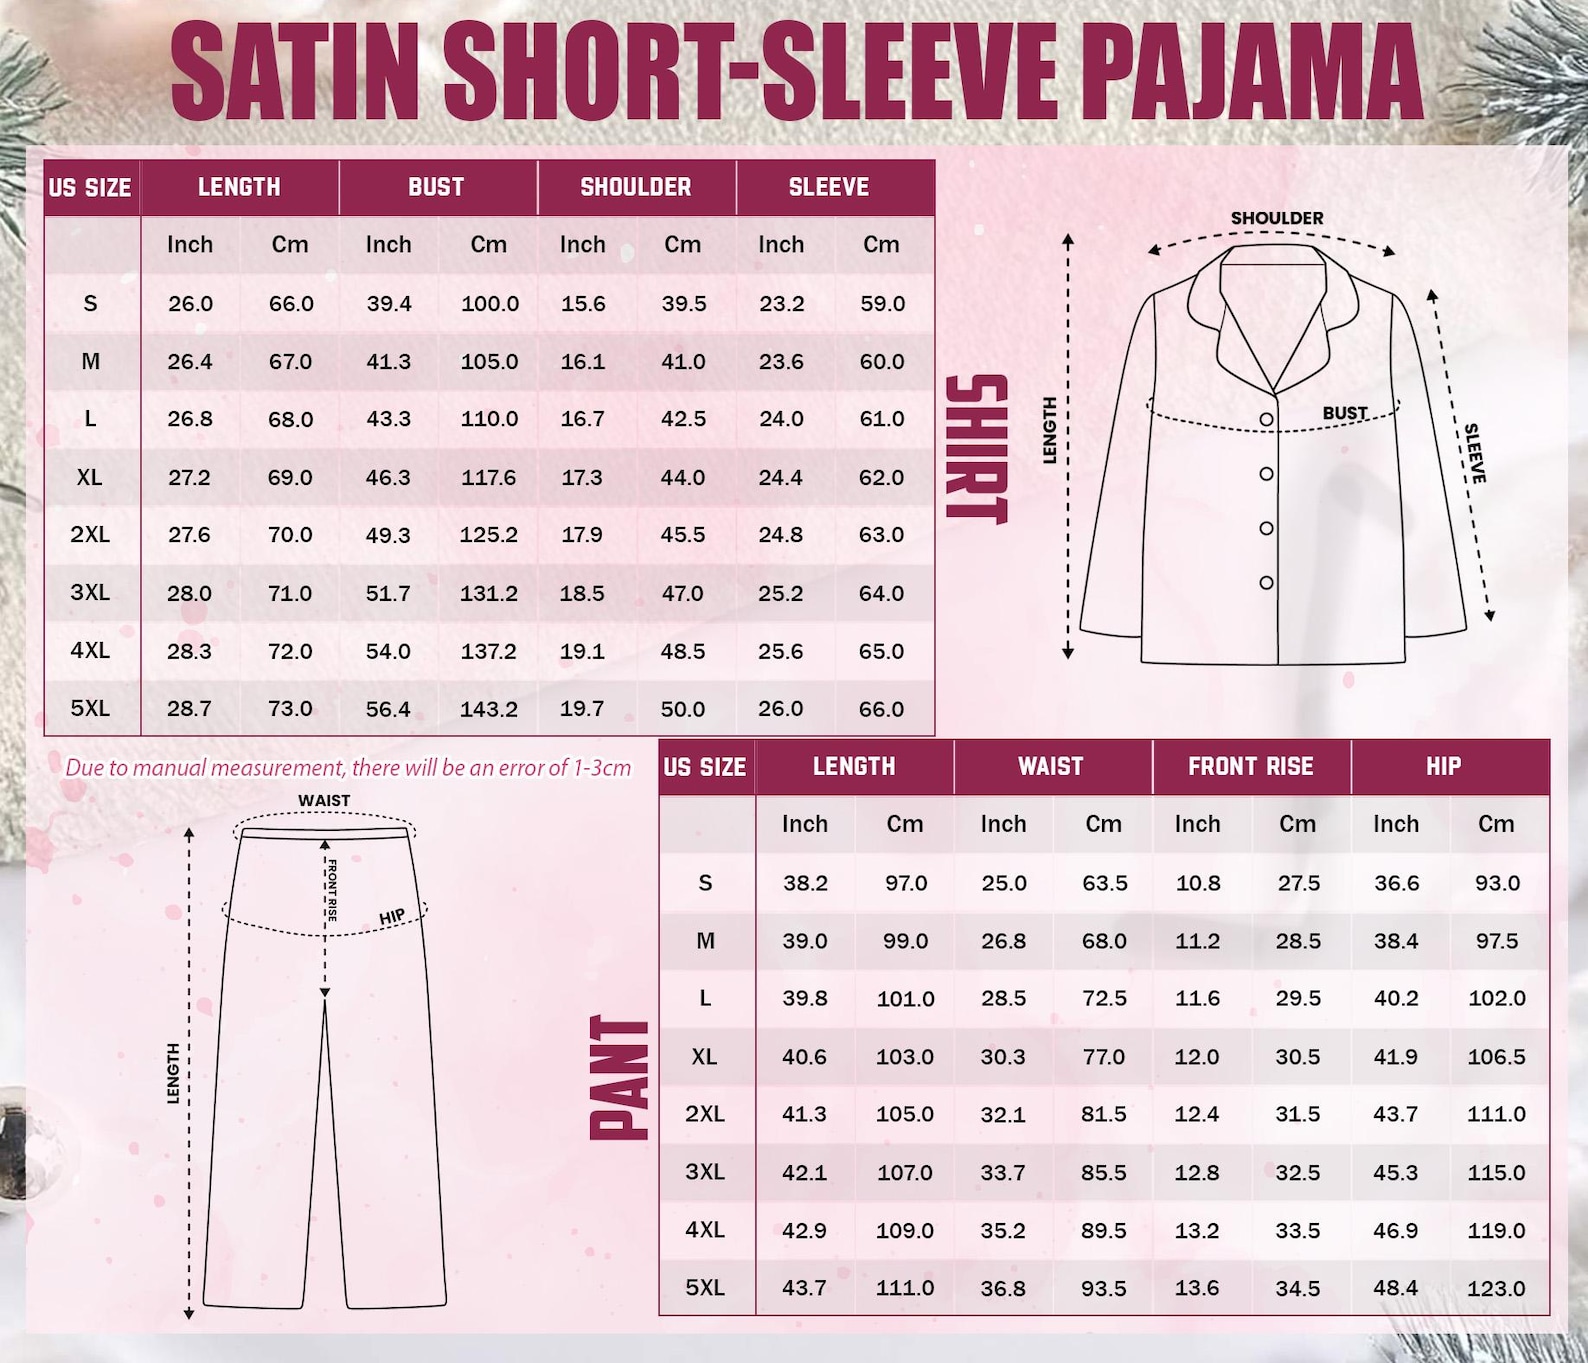 SATIN SHORT-SLEEVE PAJAMA
US SIZE LENGTH BUST SHOULDER SLEEVE
Inch Cm Inch Cm Inch Cm Inch Cm
S 26.0 66.0 39.4 100.0 15.6 39.5 23.2 59.0
M 26.4 67.0 41.3 105.0 16.1 41.0 23.6 60.0
L 26.8 68.0 43.3 110.0 16.7 42.5 24.0 61.0
XL 27.2 69.0 46.3 117.6 17.3 44.0 24.4 62.0
2XL 27.6 70.0 49.3 125.2 17.9 45.5 24.8 63.0
3XL 28.0 71.0 51.7 131.2 18.5 47.0 25.2 64.0
4XL 28.3 72.0 54.0 137.2 19.1 48.5 25.6 65.0
5XL 28.7 73.0 56.4 143.2 19.7 50.0 26.0 66.0
SHIRT
SHOULDER
LENGTH
BUST
SLEEVE
Due to manual measurement, there will be an error of 1-3cm
WAIST
FRONT RISE
HIP
LENGTH
PANT
US SIZE LENGTH WAIST FRONT RISE HIP
Inch Cm Inch Cm Inch Cm Inch Cm
S 38.2 97.0 25.0 63.5 10.8 27.5 36.6 93.0
M 39.0 99.0 26.8 68.0 11.2 28.5 38.4 97.5
L 39.8 101.0 28.5 72.5 11.6 29.5 40.2 102.0
XL 40.6 103.0 30.3 77.0 12.0 30.5 41.9 106.5
2XL 41.3 105.0 32.1 81.5 12.4 31.5 43.7 111.0
3XL 42.1 107.0 33.7 85.5 12.8 32.5 45.3 115.0
4XL 42.9 109.0 35.2 89.5 13.2 33.5 46.9 119.0
5XL 43.7 111.0 36.8 93.5 13.6 34.5 48.4 123.0